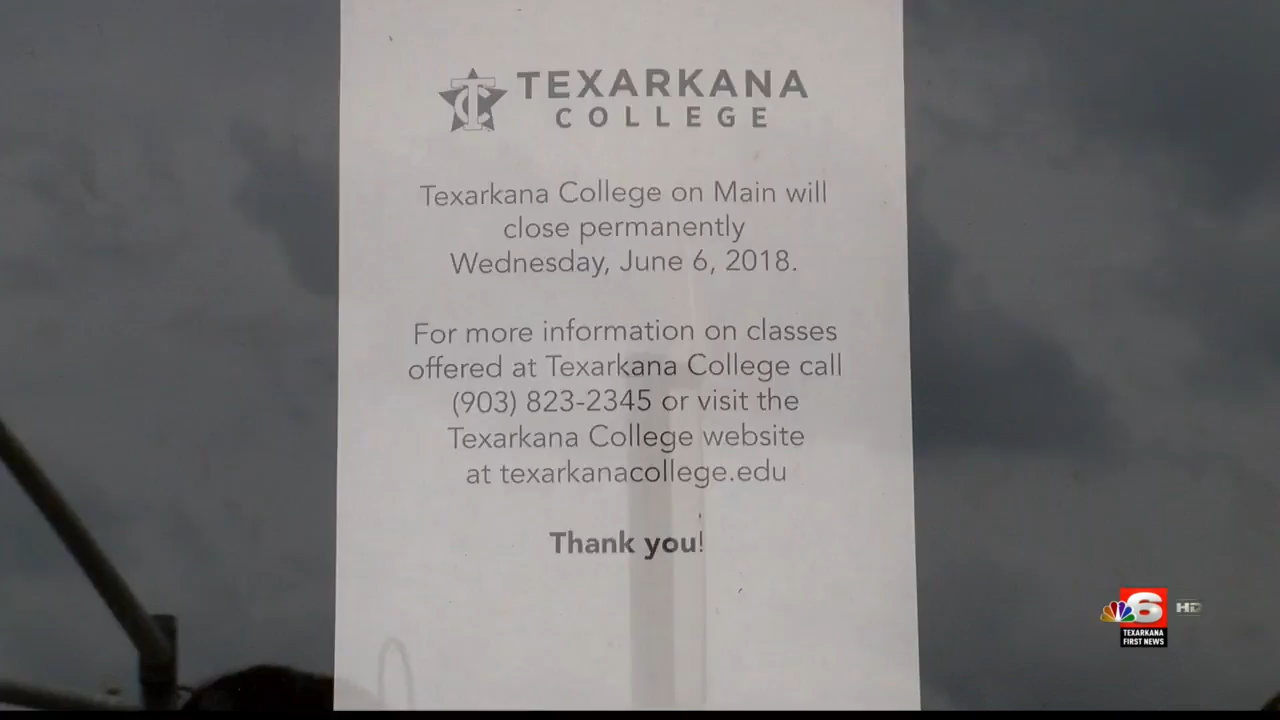 TEXARKANA
COLLEGE
Texarkana College on Main will
close permanently
Wednesday, June 6, 2018.
For more information on classes
offered at Texarkana College call
(903) 823-2345 or visit the
Texarkana College website
at texarkanacollege.edu
Thank you!
6 HD
TEXARKANA
FIRST NEWS